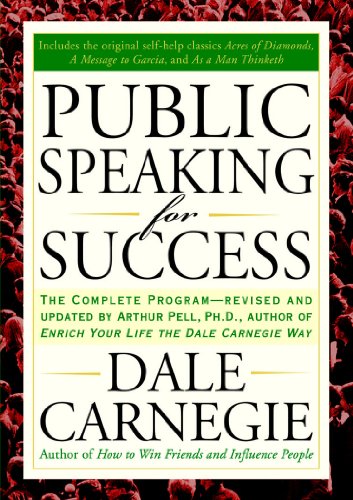 Includes the original self-help classics Acres of Diamonds,
A Message to Garcia, and As a Man Thinketh
PUBLIC
SPEAKING
for
SUCCESS
THE COMPLETE PROGRAM—REVISED AND
UPDATED BY ARTHUR PELL, PH.D., AUTHOR OF
ENRICH YOUR LIFE THE DALE CARNEGIE WAY
DALE
CARNEGIE
Author of How to Win Friends and Influence People